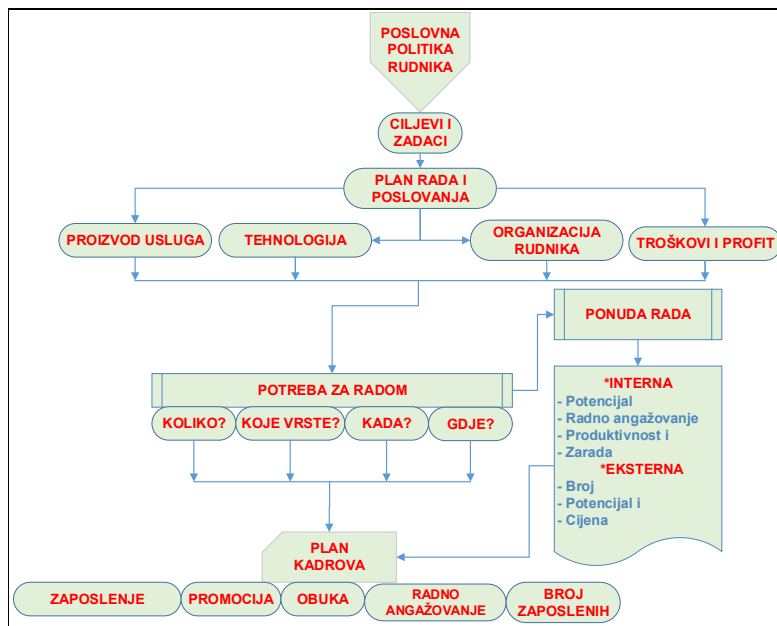 POSLOVNA
POLITIKA
RUDNIKA
CILJEVI I
ZADACI
PLAN RADA I
POSLOVANJA
PROIZVOD USLUGA
TEHNOLOGIJA
ORGANIZACIJA
RUDNIKA
TROŠKOVI I PROFIT
PONUDA RADA
POTREBA ZA RADOM
KOLIKO?
KOJE VRSTE?
KADA?
GDJE?
*INTERNA
- Potencijal
- Radno angažovanje
- Produktivnost i
- Zarada
*EKSTERNA
- Broj
- Potencijal i
- Cijena
PLAN
KADROVA
ZAPOSLENJE
PROMOCIJA
OBUKA
RADNO
ANGAŽOVANJE
BROJ
ZAPOSLENIH